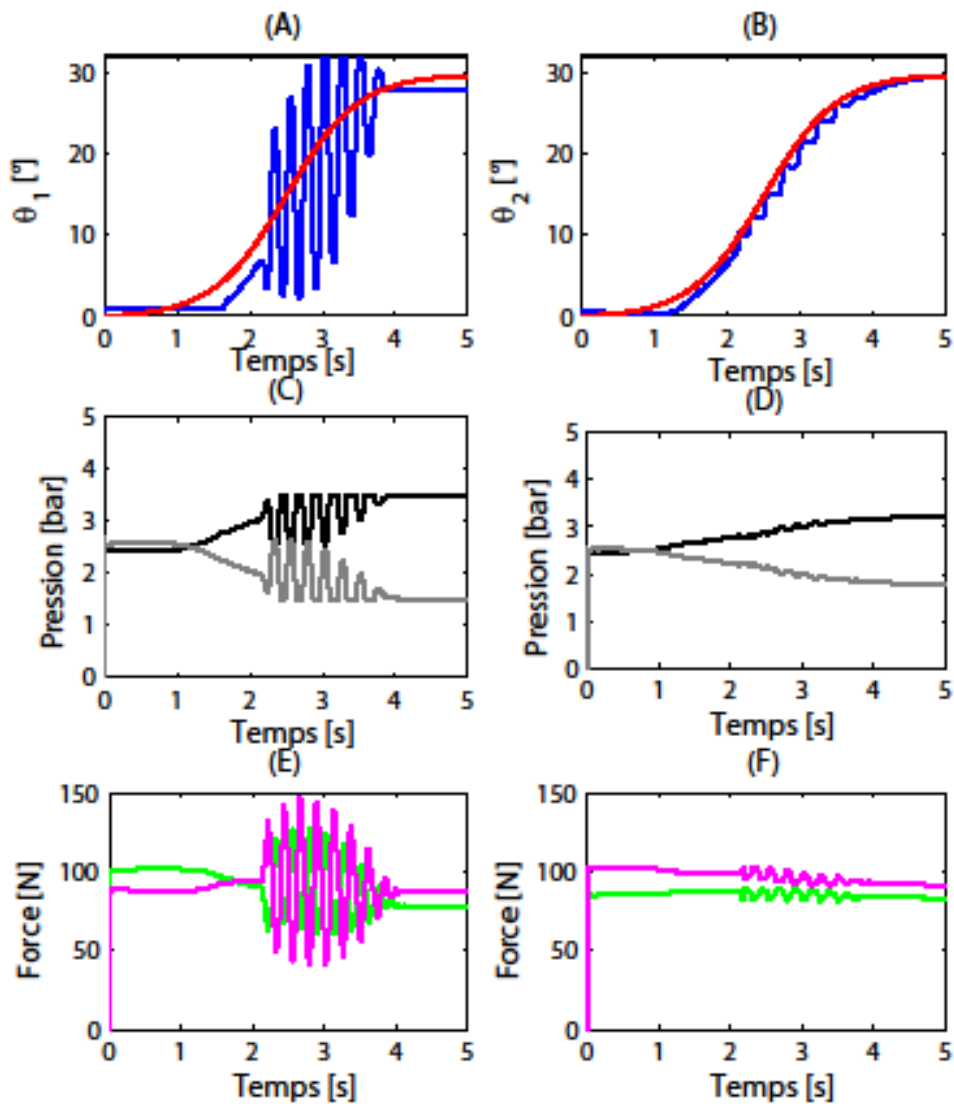 (A)
30
20
10
0
θ1 [°]
0 1 2 3 4 5
Temps [s]
(B)
30
20
10
0
θ2 [°]
0 1 2 3 4 5
Temps [s]
(C)
5
4
3
2
1
0
Pression [bar]
0 1 2 3 4 5
Temps [s]
(D)
5
4
3
2
1
0
Pression [bar]
0 1 2 3 4 5
Temps [s]
(E)
150
100
50
0
Force [N]
0 1 2 3 4 5
Temps [s]
(F)
150
100
50
0
Force [N]
0 1 2 3 4 5
Temps [s]